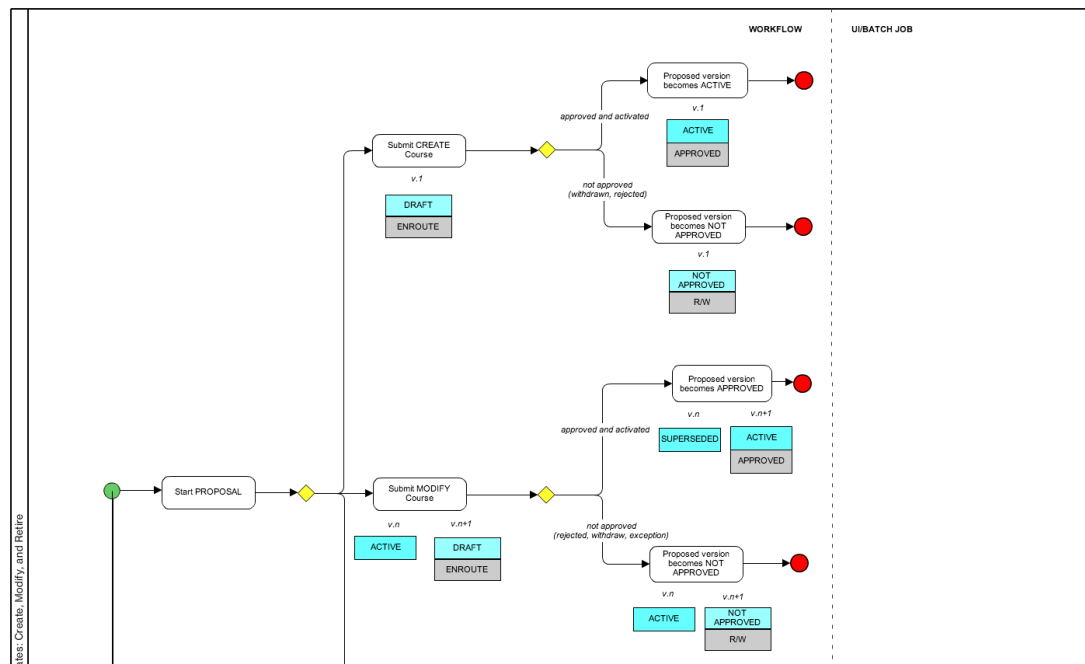 WORKFLOW
UI/BATCH JOB
Proposed version
becomes ACTIVE
v.1
ACTIVE
APPROVED
approved and activated
Submit CREATE
Course
v.1
DRAFT
ENROUTE
not approved
(withdrawn, rejected)
Proposed version
becomes NOT
APPROVED
v.1
NOT
APPROVED
R/W
Proposed version
becomes APPROVED
v.n
v.n+1
SUPERSEDED
ACTIVE
APPROVED
approved and activated
Start PROPOSAL
Submit MODIFY
Course
v.n
v.n+1
ACTIVE
DRAFT
ENROUTE
not approved
(rejected, withdraw, exception)
Proposed version
becomes NOT
APPROVED
v.n
v.n+1
ACTIVE
NOT
APPROVED
R/W
ates: Create, Modify, and Retire